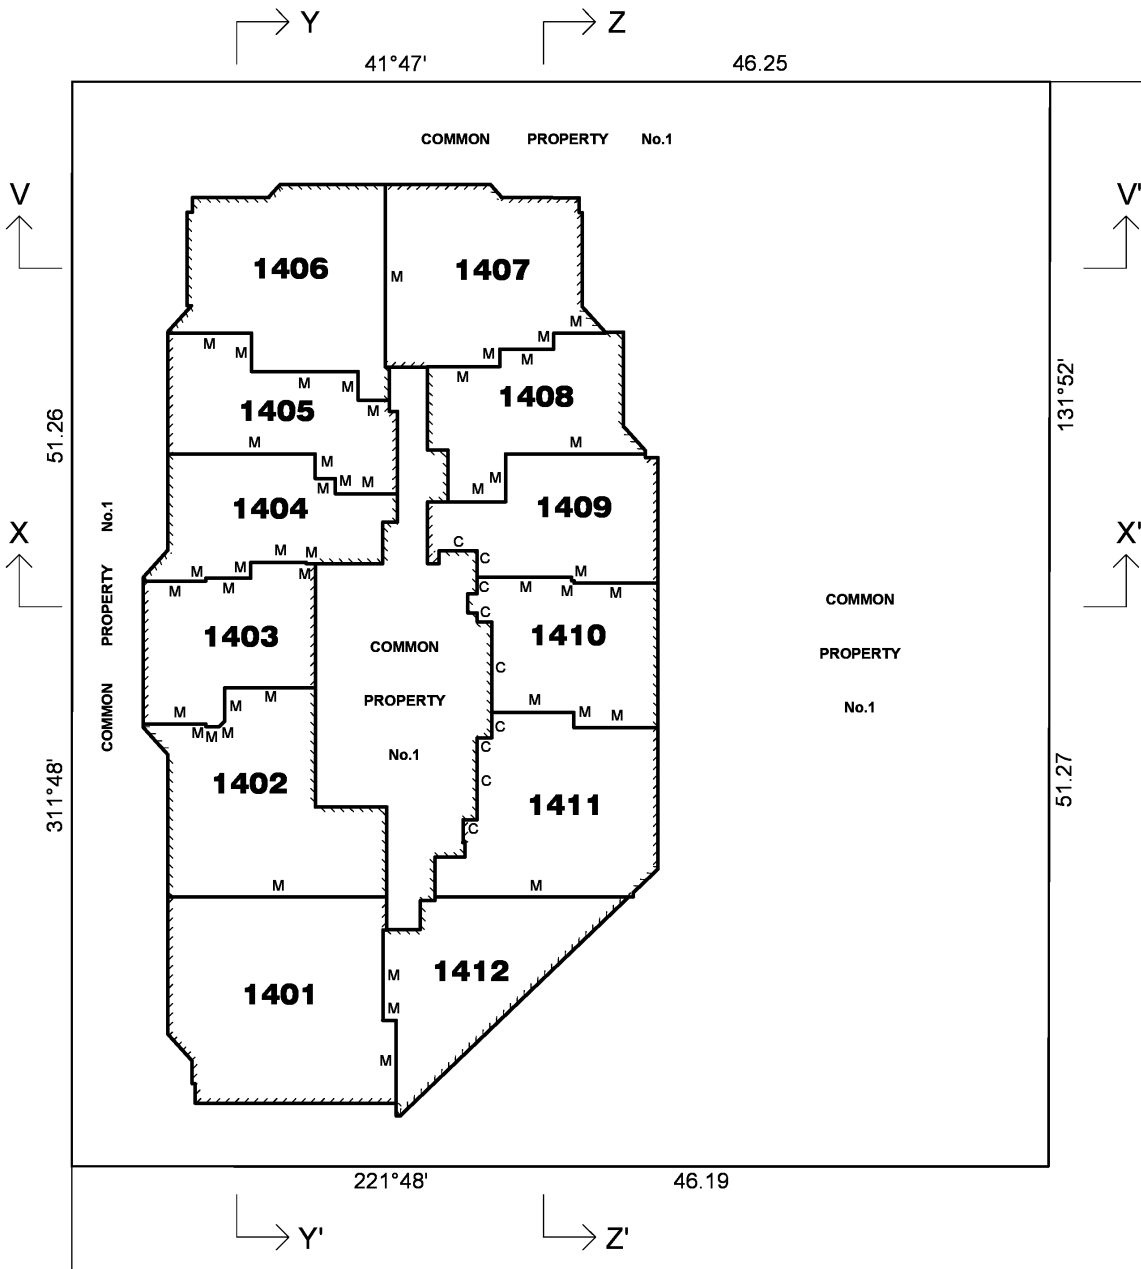 Y
Z
41°47'
46.25
COMMON PROPERTY No.1
V
V'
1406
M
1407
M
M
M
M
M
M
M
M
M
M
M
1405
1408
131°52'
51.26
M
M
M
M
M
M
M
M
1404
1409
COMMON PROPERTY No.1
X
X'
C
C
M
M
M
M
M
M
M
C
M
M
M
M
C
COMMON
PROPERTY
No.1
1403
1410
COMMON
PROPERTY
No.1
C
M
M
M
M
M
M
M
M
M
M
C
C
C
1402
1411
C
311°48'
51.27
M
M
1401
1412
M
M
M
221°48'
46.19
Y'
Z'